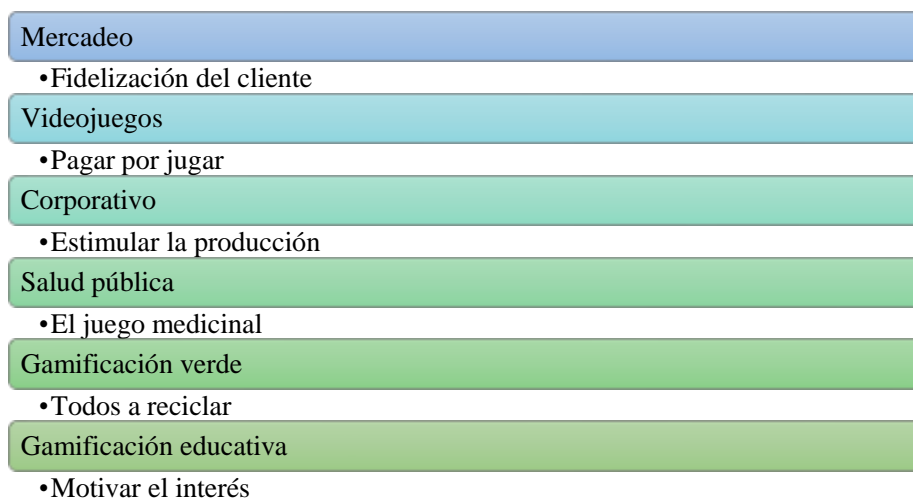 Mercadeo
•Fidelización del cliente
Videojuegos
•Pagar por jugar
Corporativo
•Estimular la producción
Salud pública
•El juego medicinal
Gamificación verde
•Todos a reciclar
Gamificación educativa
•Motivar el interés